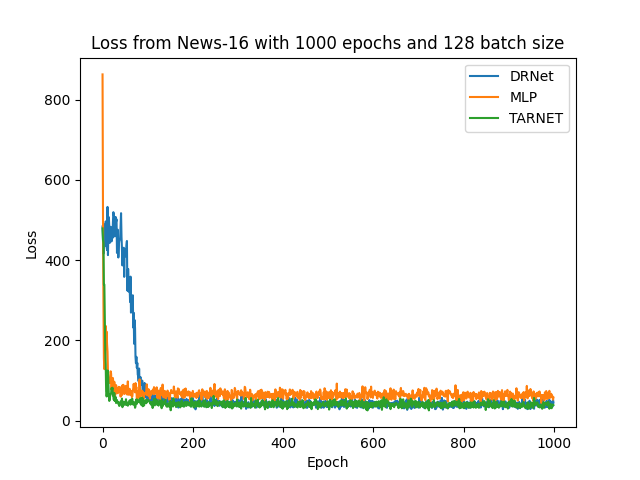 Loss from News-16 with 1000 epochs and 128 batch size
DRNet
MLP
TARNET
Loss
800
600
400
200
0
0 200 400 600 800 1000
Epoch